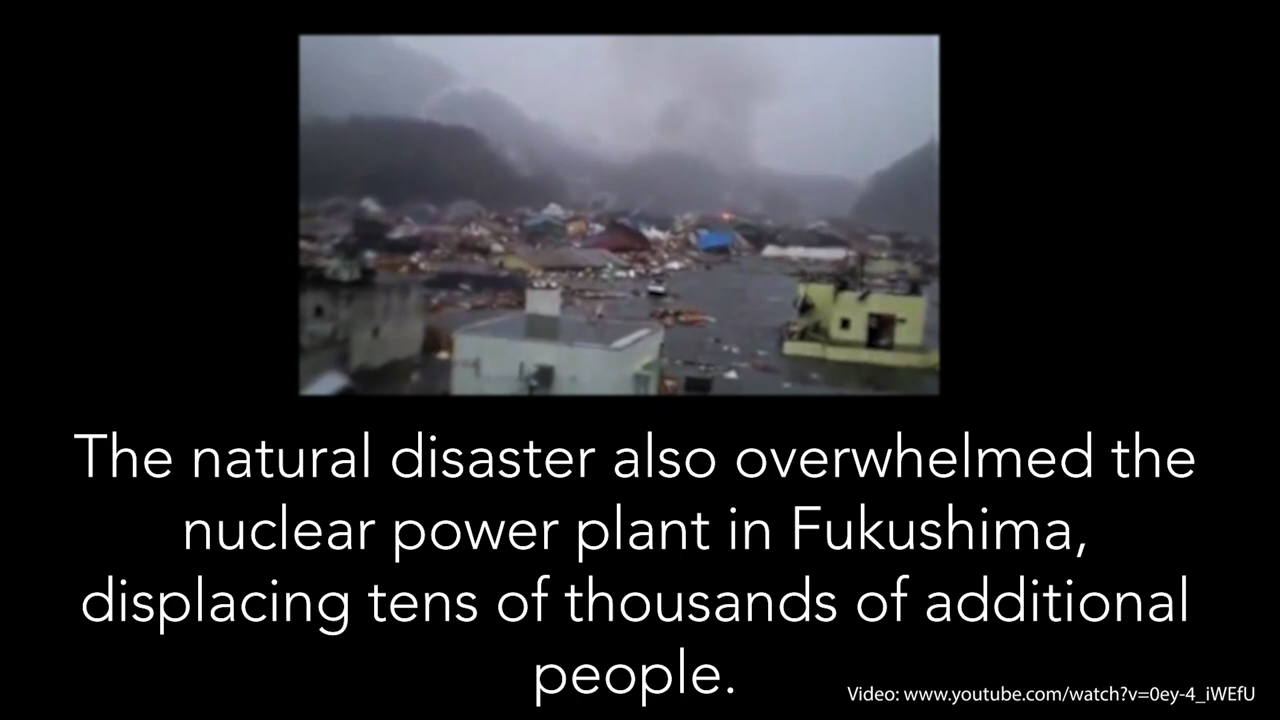 The natural disaster also overwhelmed the
nuclear power plant in Fukushima,
displacing tens of thousands of additional
people.
Video: www.youtube.com/watch?v=0ey-4_iWEfU